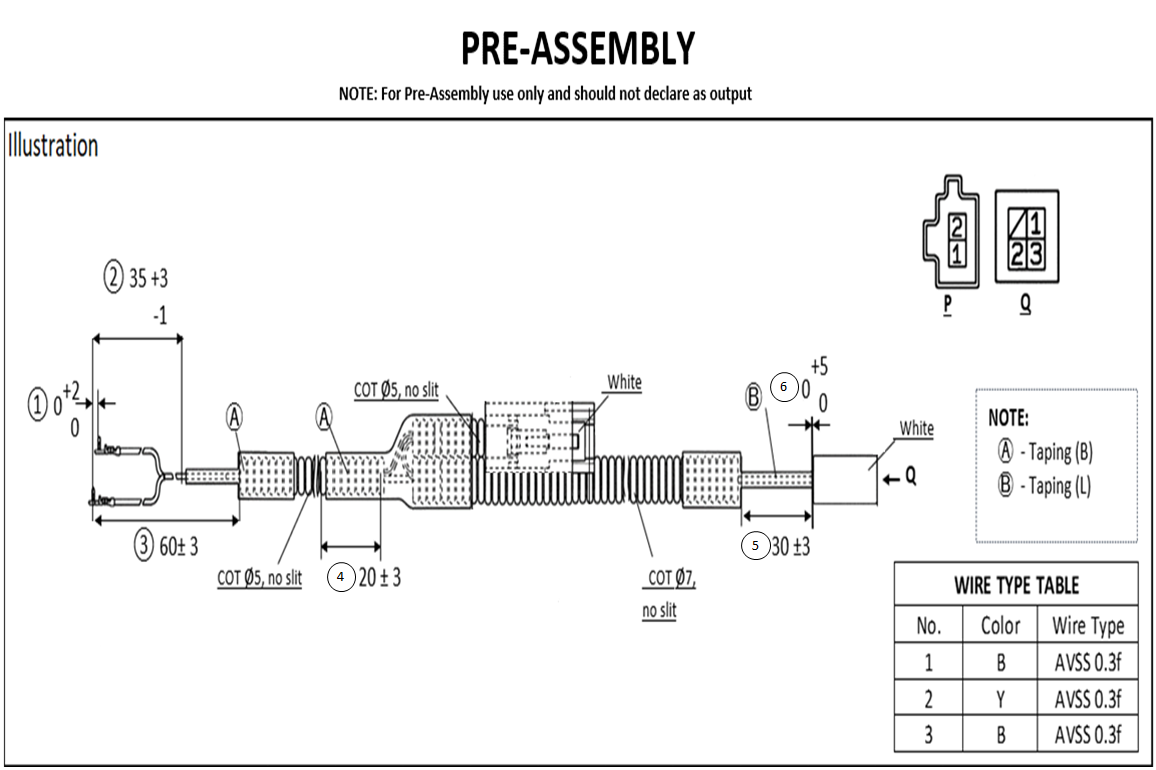 PRE-ASSEMBLY
NOTE: For Pre-Assembly use only and should not declare as output
Illustration
2
1
1
2 3
P
Q
2 35 +3
-1
1 0 +2
0
A
A
COT Ø5, no slit
White
B
6 0 +5
0
White
Q
NOTE:
A - Taping (B)
B - Taping (L)
3 60± 3
COT Ø5, no slit
4 20 ± 3
COT Ø7,
no slit
5 30 ±3
WIRE TYPE TABLE
No. Color Wire Type
1 B AVSS 0.3f
2 Y AVSS 0.3f
3 B AVSS 0.3f